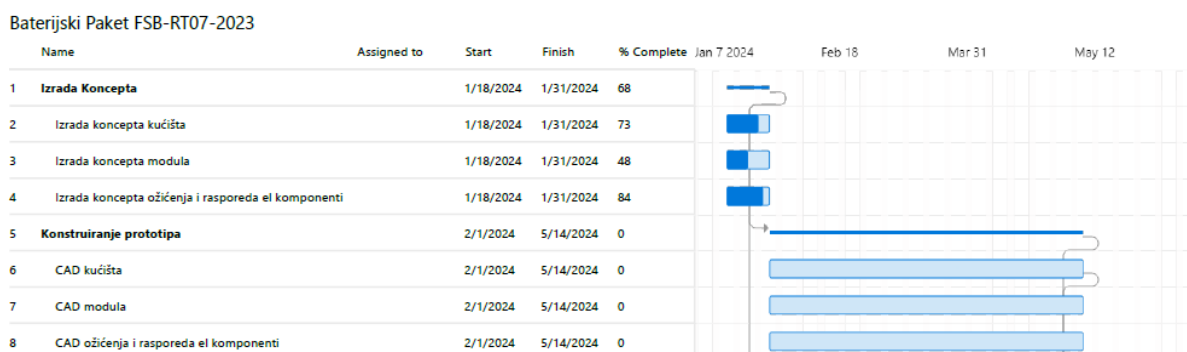 Baterijski Paket FSB-RT07-2023
Name Assigned to Start Finish % Complete Jan 7 2024 Feb 18 Mar 31 May 12
1 Izrada Koncepta 1/18/2024 1/31/2024 68
2 Izrada koncepta kućišta 1/18/2024 1/31/2024 73
3 Izrada koncepta modula 1/18/2024 1/31/2024 48
4 Izrada koncepta ožićenja i rasporeda el komponenti 1/18/2024 1/31/2024 84
5 Konstruiranje prototipa 2/1/2024 5/14/2024 0
6 CAD kućišta 2/1/2024 5/14/2024 0
7 CAD modula 2/1/2024 5/14/2024 0
8 CAD ožićenja i rasporeda el komponenti 2/1/2024 5/14/2024 0